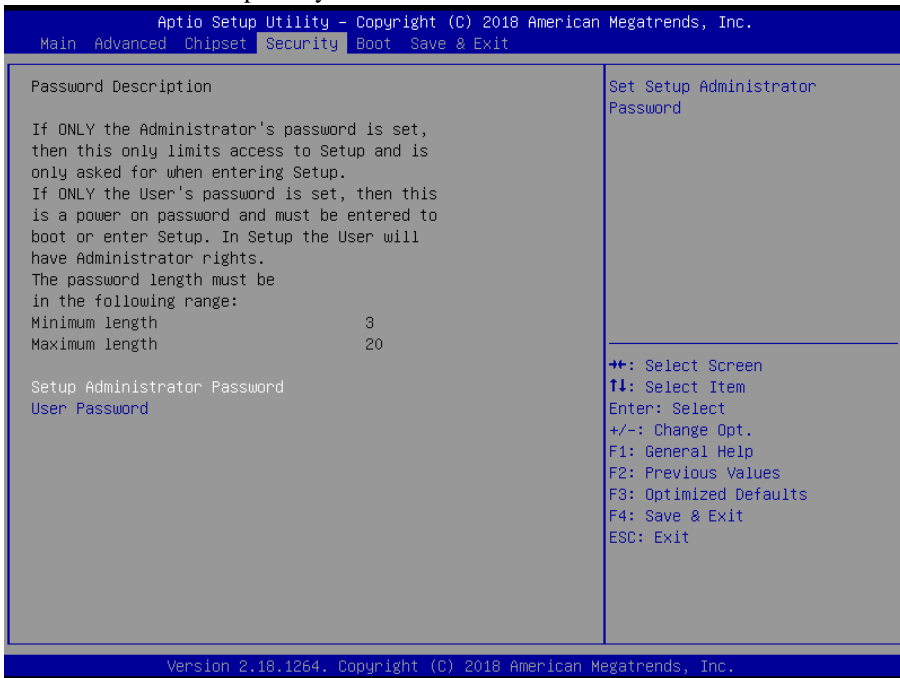 Aptio Setup Utility – Copyright (C) 2018 American Megatrends, Inc.
Main Advanced Chipset Security Boot Save & Exit
Password Description
If ONLY the Administrator's password is set,
then this only limits access to Setup and is
only asked for when entering Setup.
If ONLY the User's password is set, then this
is a power on password and must be entered to
boot or enter Setup. In Setup the User will
have Administrator rights.
The password length must be
in the following range:
Minimum length 3
Maximum length 20
Setup Administrator Password
User Password
Set Setup Administrator
Password
→←: Select Screen
↑↓: Select Item
Enter: Select
+/-: Change Opt.
F1: General Help
F2: Previous Values
F3: Optimized Defaults
F4: Save & Exit
ESC: Exit
Version 2.18.1264. Copyright (C) 2018 American Megatrends, Inc.